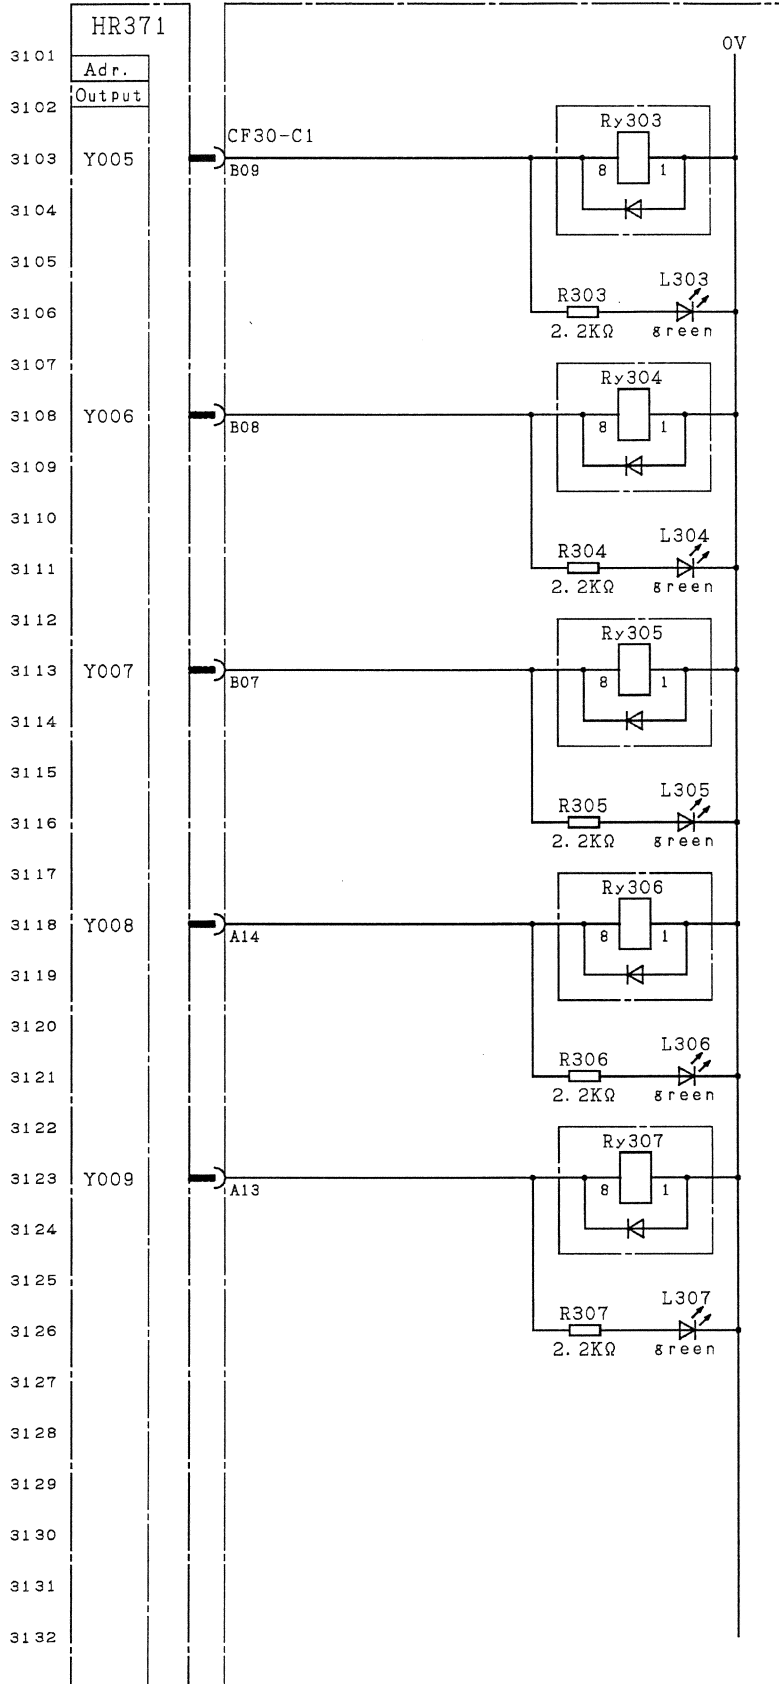 HR371
0V
3101
Adr.
Output
3102
Ry303
CF30-C1
3103 Y005 B09 8 1
3104
3105
L303
R303
3106
2.2KΩ green
3107
Ry304
3108 Y006 B08 8 1
3109
3110
L304
R304
3111
2.2KΩ green
3112
Ry305
3113 Y007 B07 8 1
3114
3115
L305
R305
3116
2.2KΩ green
3117
Ry306
3118 Y008 A14 8 1
3119
3120
L306
R306
3121
2.2KΩ green
3122
Ry307
3123 Y009 A13 8 1
3124
3125
L307
R307
3126
2.2KΩ green
3127
3128
3129
3130
3131
3132